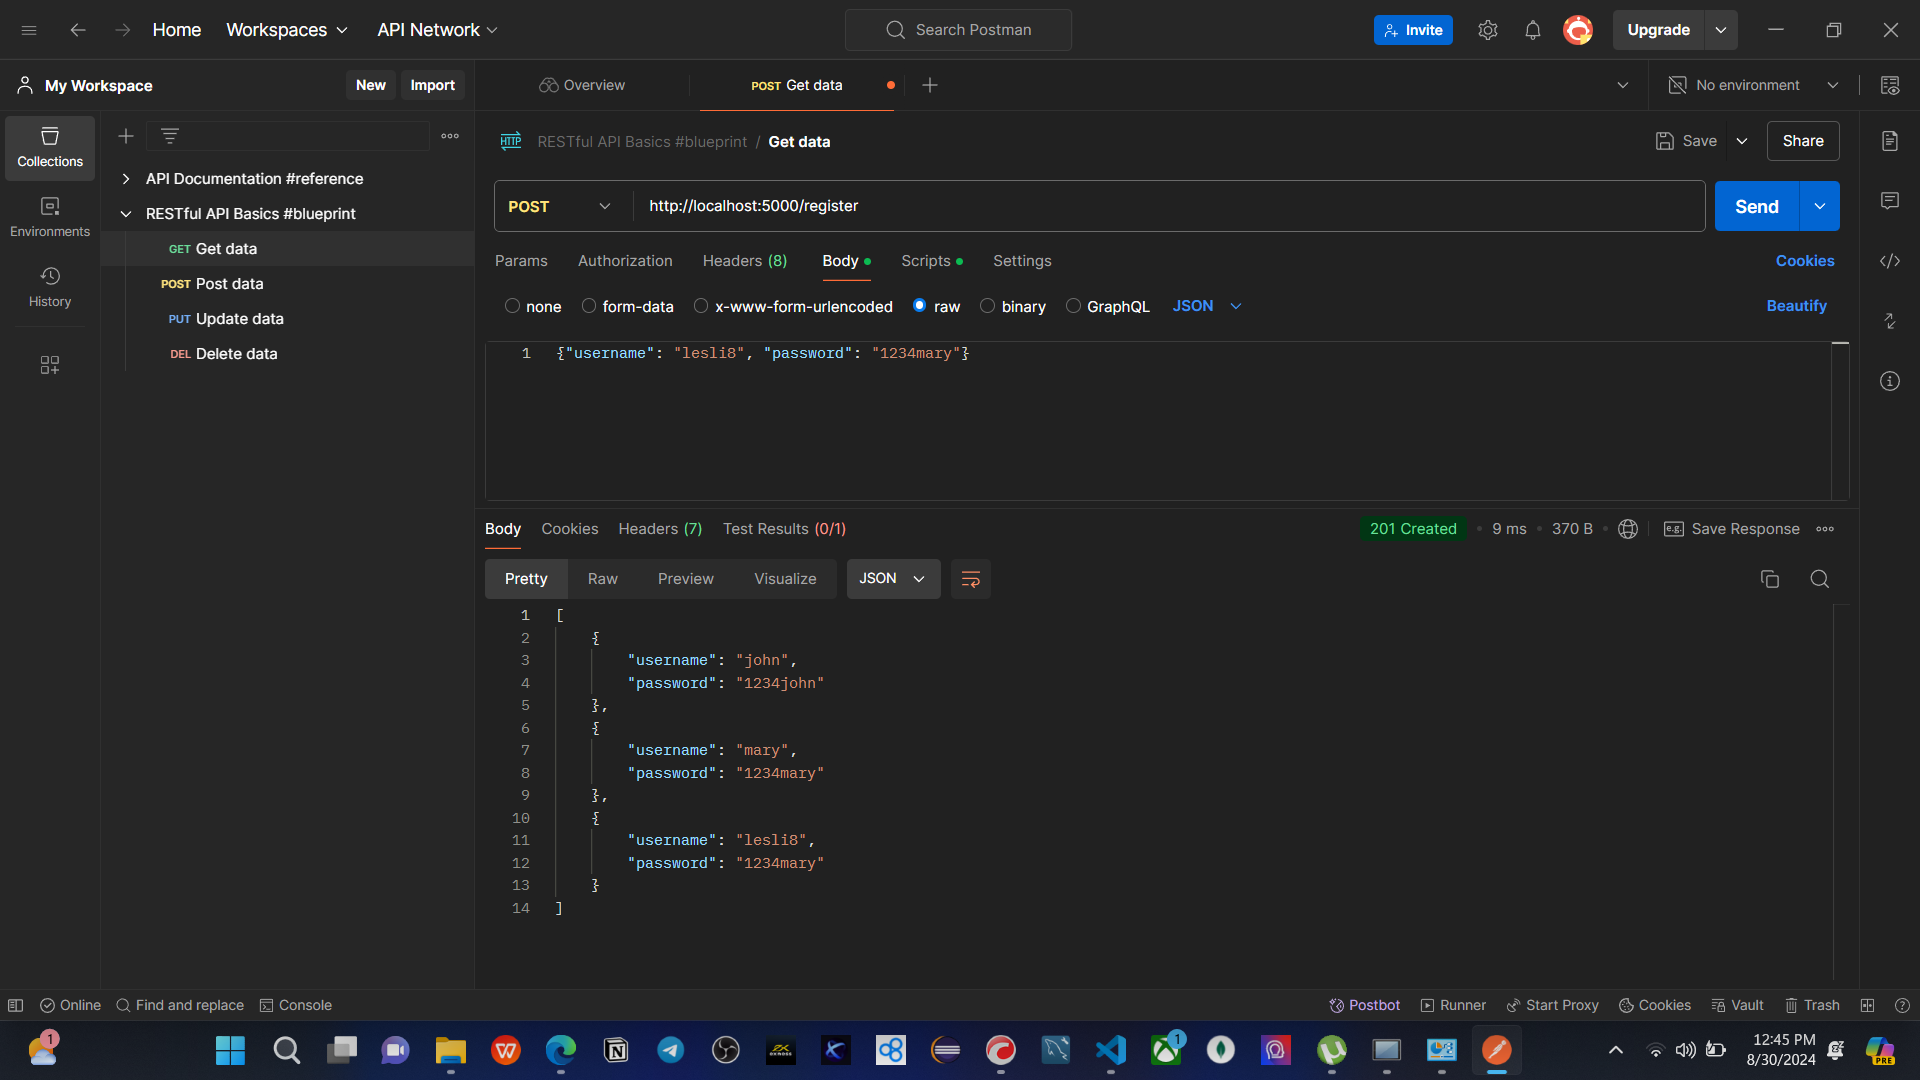 Home Workspaces API Network Search Postman Invite Upgrade
My Workspace New Import Overview POST Get data No environment
Collections
Environments
History
API Documentation #reference
RESTful API Basics #blueprint
GET Get data
POST Post data
PUT Update data
DEL Delete data
HTTP RESTful API Basics #blueprint / Get data Save Share
POST http://localhost:5000/register Send
Params Authorization Headers (8) Body Scripts Settings Cookies
none form-data x-www-form-urlencoded raw binary GraphQL JSON Beautify
1 {"username": "lesli8", "password": "1234mary"}
Body Cookies Headers (7) Test Results (0/1) 201 Created 9 ms 370 B e.g. Save Response
Pretty Raw Preview Visualize JSON
1 [
2 {
3 "username": "john",
4 "password": "1234john"
5 },
6 {
7 "username": "mary",
8 "password": "1234mary"
9 },
10 {
11 "username": "lesli8",
12 "password": "1234mary"
13 }
14 ]
Online Find and replace Console Postbot Runner Start Proxy Cookies Vault Trash
1 1 12:45 PM
8/30/2024 PRE